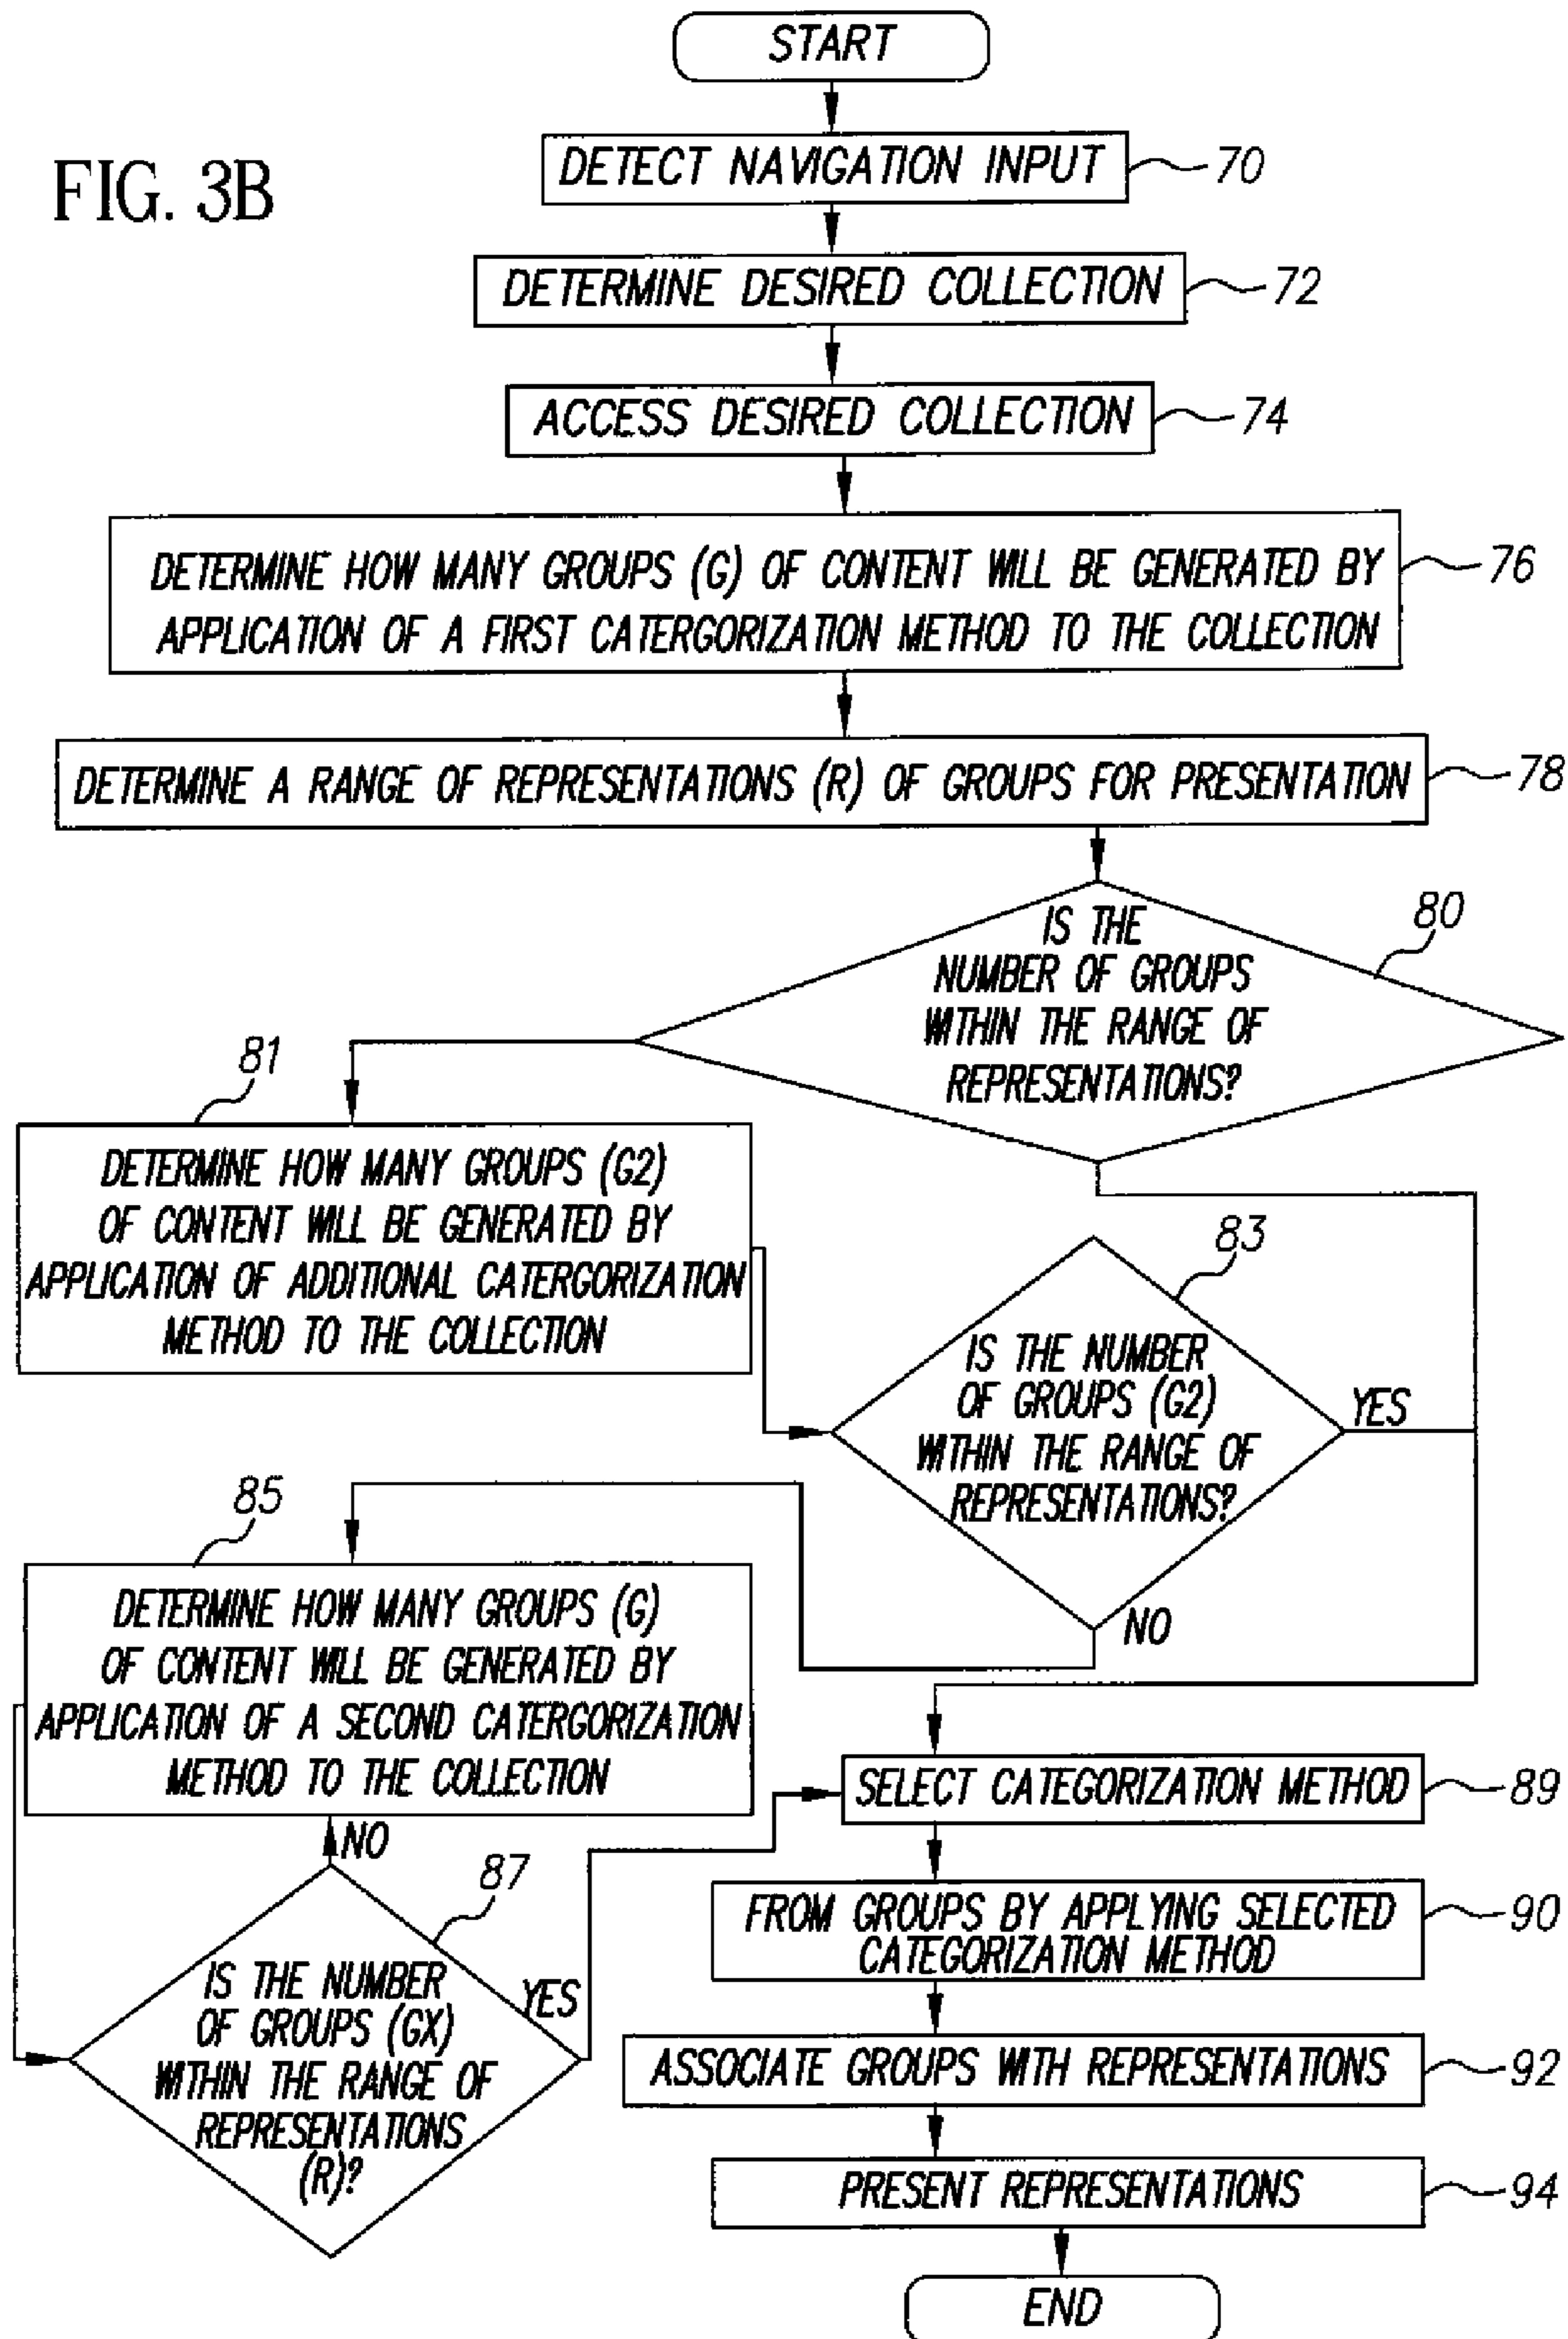 START
FIG. 3B
DETECT NAVIGATION INPUT
70
DETERMINE DESIRED COLLECTION
72
ACCESS DESIRED COLLECTION
74
DETERMINE HOW MANY GROUPS (G) OF CONTENT WILL BE GENERATED BY
APPLICATION OF A FIRST CATERGORIZATION METHOD TO THE COLLECTION
76
DETERMINE A RANGE OF REPRESENTATIONS (R) OF GROUPS FOR PRESENTATION
78
IS THE
NUMBER OF GROUPS
WITHIN THE RANGE OF
REPRESENTATIONS?
80
81
DETERMINE HOW MANY GROUPS (G2)
OF CONTENT WILL BE GENERATED BY
APPLICATION OF ADDITIONAL CATERGORIZATION
METHOD TO THE COLLECTION
83
IS THE NUMBER
OF GROUPS (G2)
WITHIN THE RANGE OF
REPRESENTATIONS?
YES
NO
85
DETERMINE HOW MANY GROUPS (G)
OF CONTENT WILL BE GENERATED BY
APPLICATION OF A SECOND CATERGORIZATION
METHOD TO THE COLLECTION
NO
87
IS THE NUMBER
OF GROUPS (GX)
WITHIN THE RANGE OF
REPRESENTATIONS
(R)?
YES
SELECT CATEGORIZATION METHOD
89
FROM GROUPS BY APPLYING SELECTED
CATEGORIZATION METHOD
90
ASSOCIATE GROUPS WITH REPRESENTATIONS
92
PRESENT REPRESENTATIONS
94
END